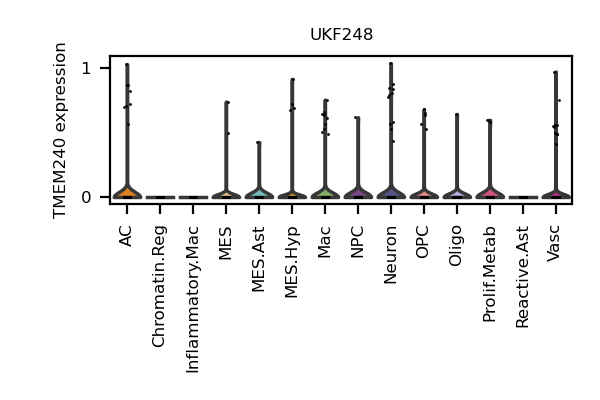 UKF248
TMEM240 expression
1
0
AC
Chromatin.Reg
Inflammatory.Mac
MES
MES.Ast
MES.Hyp
Mac
NPC
Neuron
OPC
Oligo
Prolif.Metab
Reactive.Ast
Vasc